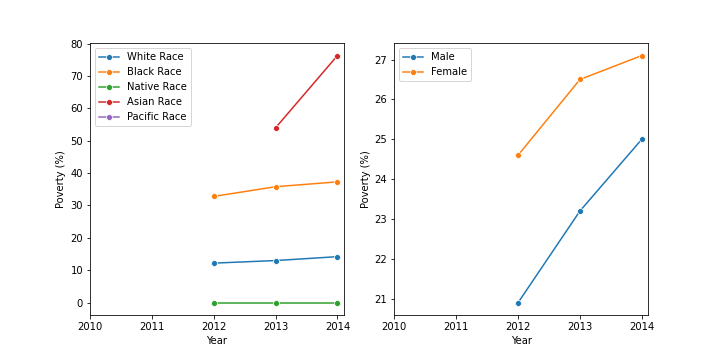 White Race
Black Race
Native Race
Asian Race
Pacific Race
Poverty (%)
80
70
60
50
40
30
20
10
0
2010 2011 2012 2013 2014
Year
Male
Female
Poverty (%)
27
26
25
24
23
22
21
2010 2011 2012 2013 2014
Year